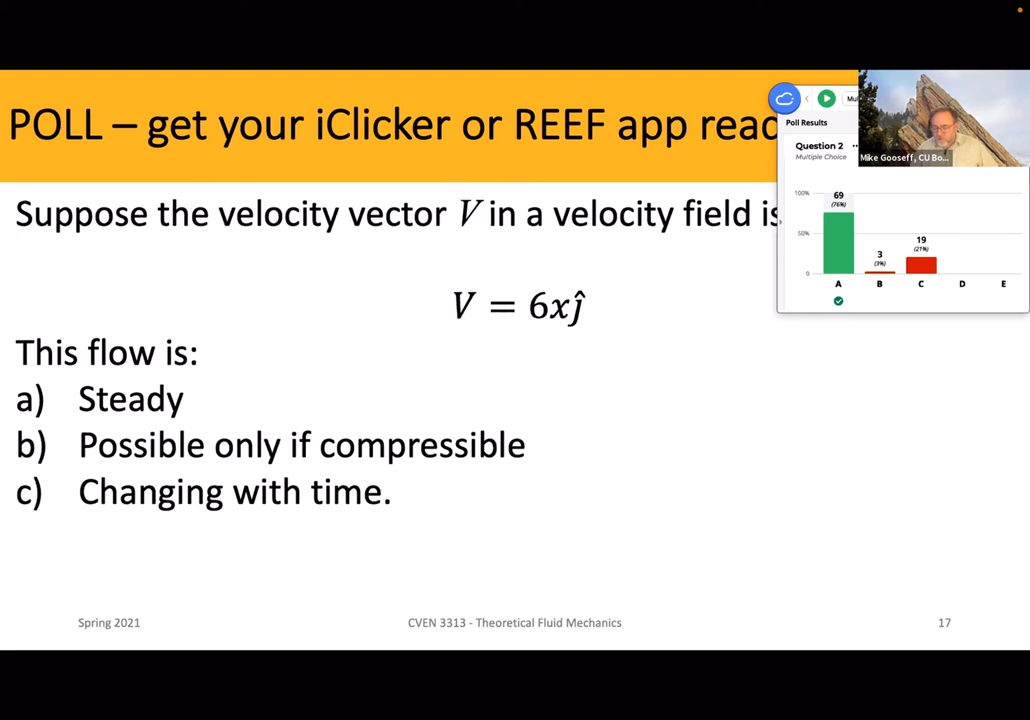 POLL – get your iClicker or REEF app read
Mul
Poll Results
Question 2
Multiple Choice
Mike Gooseff, CU Bo...
100%
50%
0
69
(76%)
3
(3%)
19
(21%)
A
B
C
D
E
Suppose the velocity vector V in a velocity field is
V = 6xĵ
This flow is:
a) Steady
b) Possible only if compressible
c) Changing with time.
Spring 2021
CVEN 3313 - Theoretical Fluid Mechanics
17